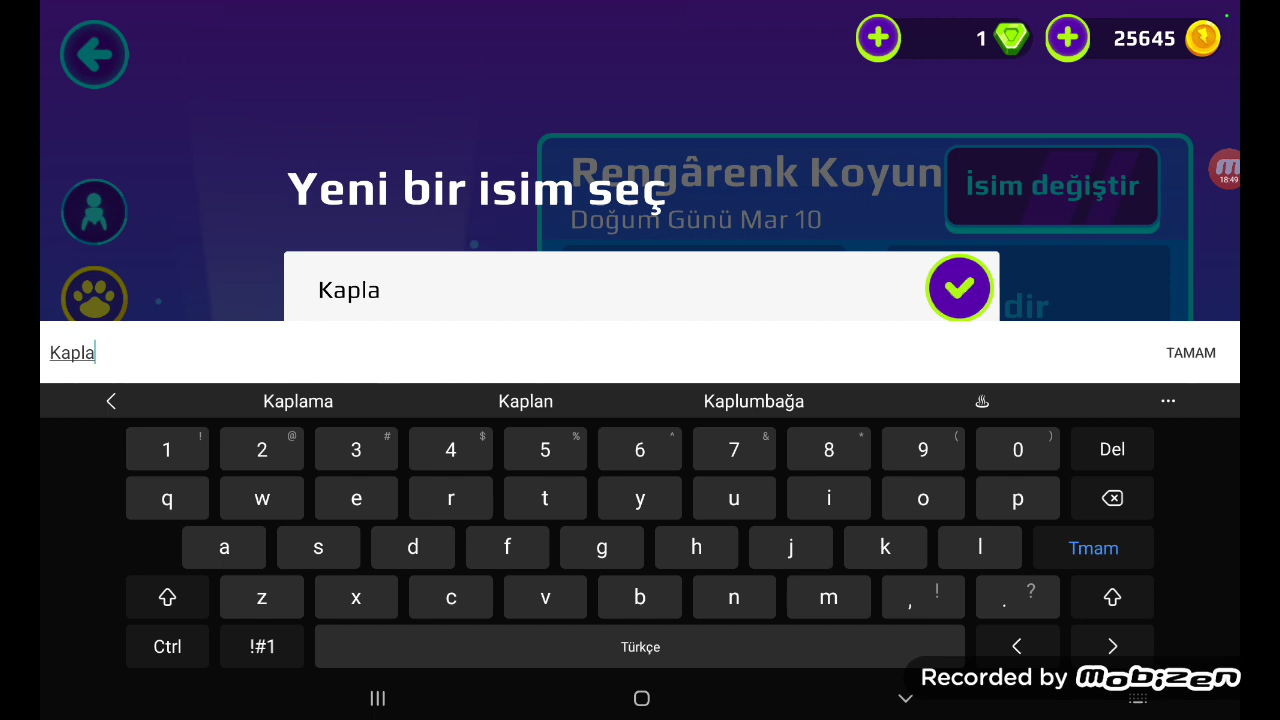 1
25645
Rengârenk Koyun
İsim değiştir
18:49
Yeni bir isim seç
Doğum Günü Mar 10
Kapla
dir
Kapla
TAMAM
Kaplama Kaplan Kaplumbağa ...
1 ! 2 @ 3 # 4 $ 5 % 6 ^ 7 & 8 * 9 ( 0 ) Del
q w e r t y u i o p
a s d f g h j k l Tmam
z x c v b n m , ! . ?
Ctrl !#1 Türkçe < >
Recorded by Mobizen